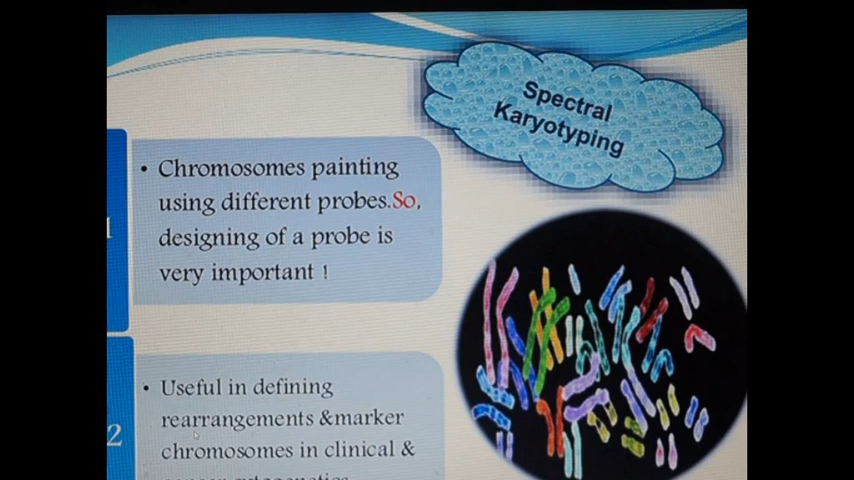 Spectral
Karyotyping
• Chromosomes painting
using different probes.So,
designing of a probe is
very important !
• Useful in defining
rearrangements &marker
2
chromosomes in clinical &